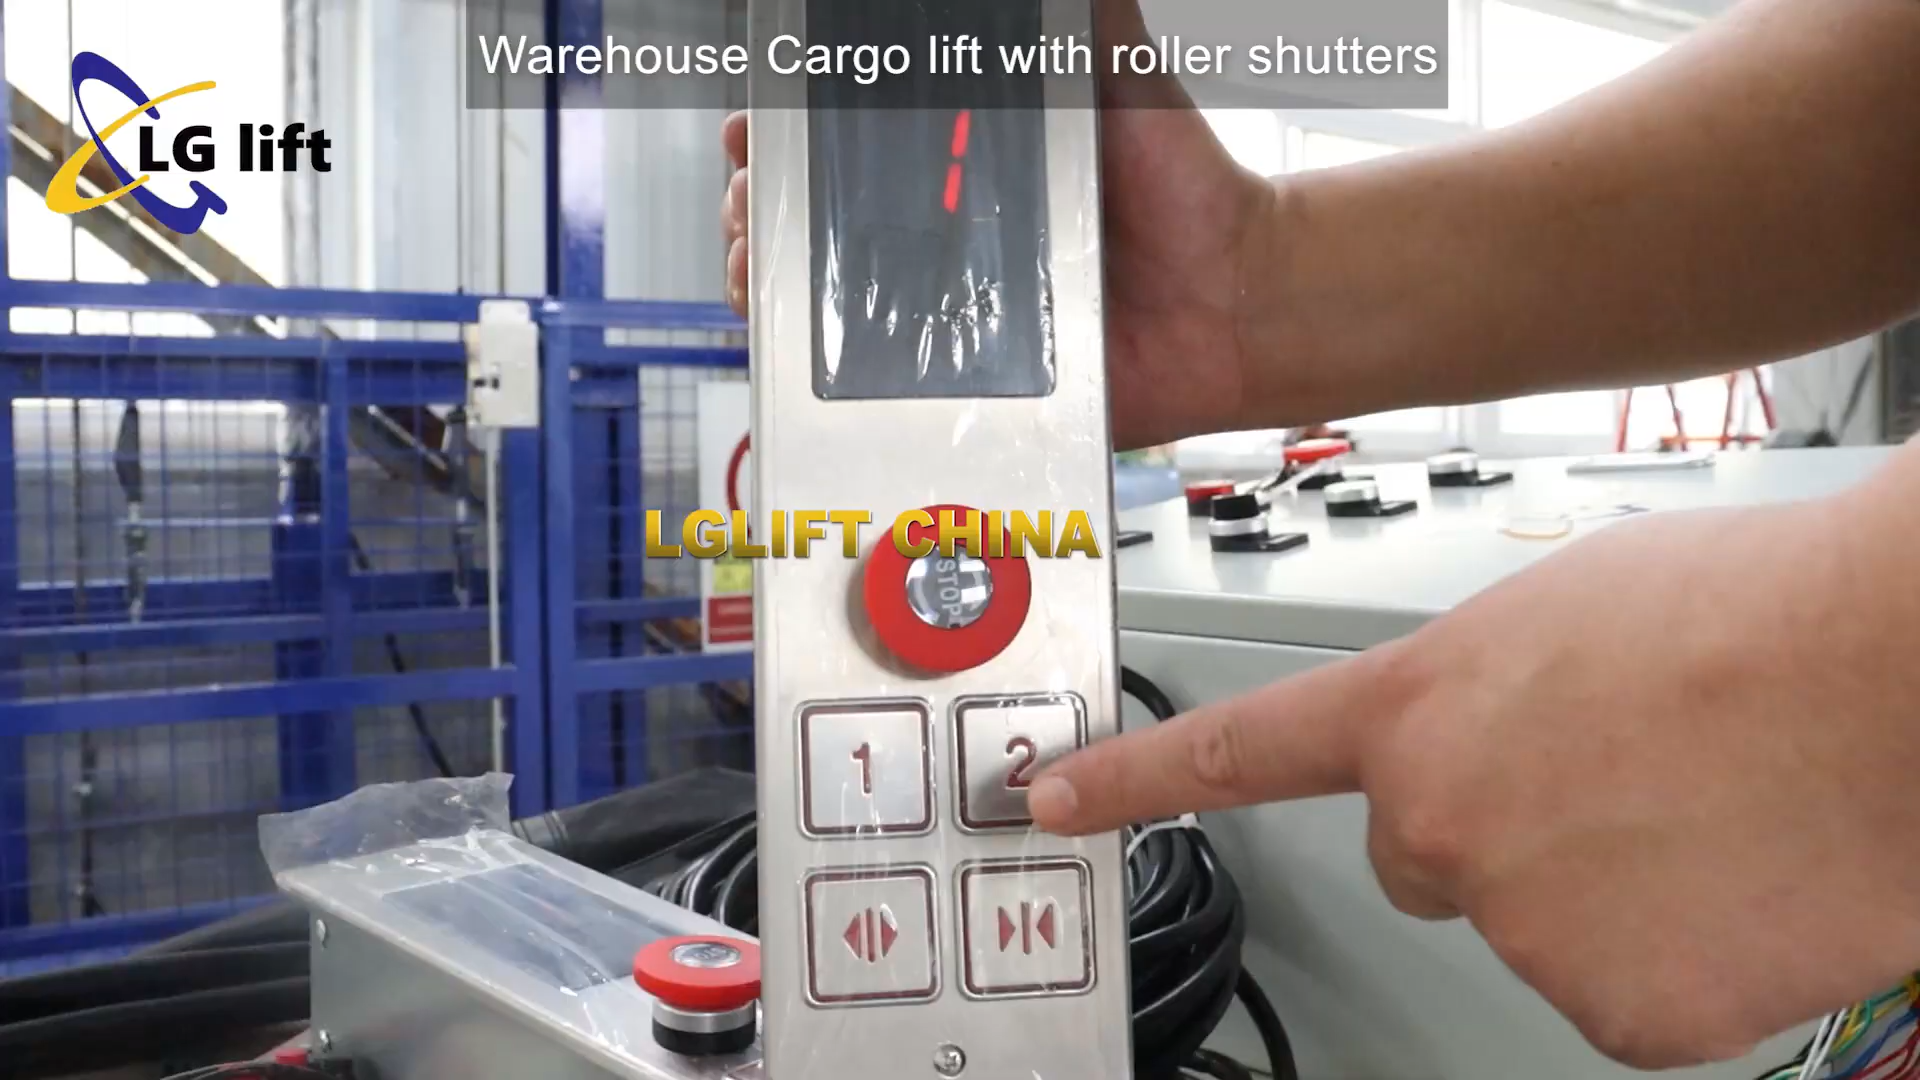 Warehouse Cargo lift with roller shutters
LG lift
LGLIFT CHINA
STOP
1 2